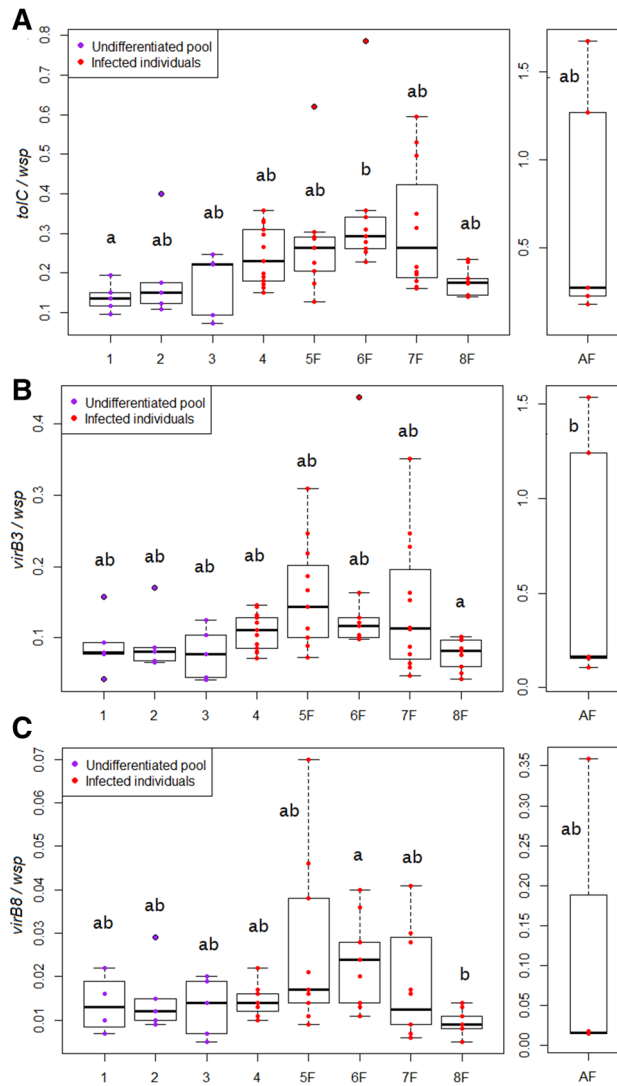 A
Undifferentiated pool
Infected individuals
tolC / wsp
0.8
0.7
0.6
0.5
0.4
0.3
0.2
0.1
a
ab
ab
ab
ab
b
ab
ab
1 2 3 4 5F 6F 7F 8F
1.5
1.0
0.5
ab
AF
B
Undifferentiated pool
Infected individuals
virB3 / wsp
0.4
0.3
0.2
0.1
ab
ab
ab
ab
ab
ab
ab
a
1 2 3 4 5F 6F 7F 8F
1.5
1.0
0.5
0.0
b
AF
C
Undifferentiated pool
Infected individuals
virB8 / wsp
0.07
0.06
0.05
0.04
0.03
0.02
0.01
ab
ab
ab
ab
ab
a
ab
b
1 2 3 4 5F 6F 7F 8F
0.35
0.30
0.25
0.20
0.15
0.10
0.05
0.00
ab
AF